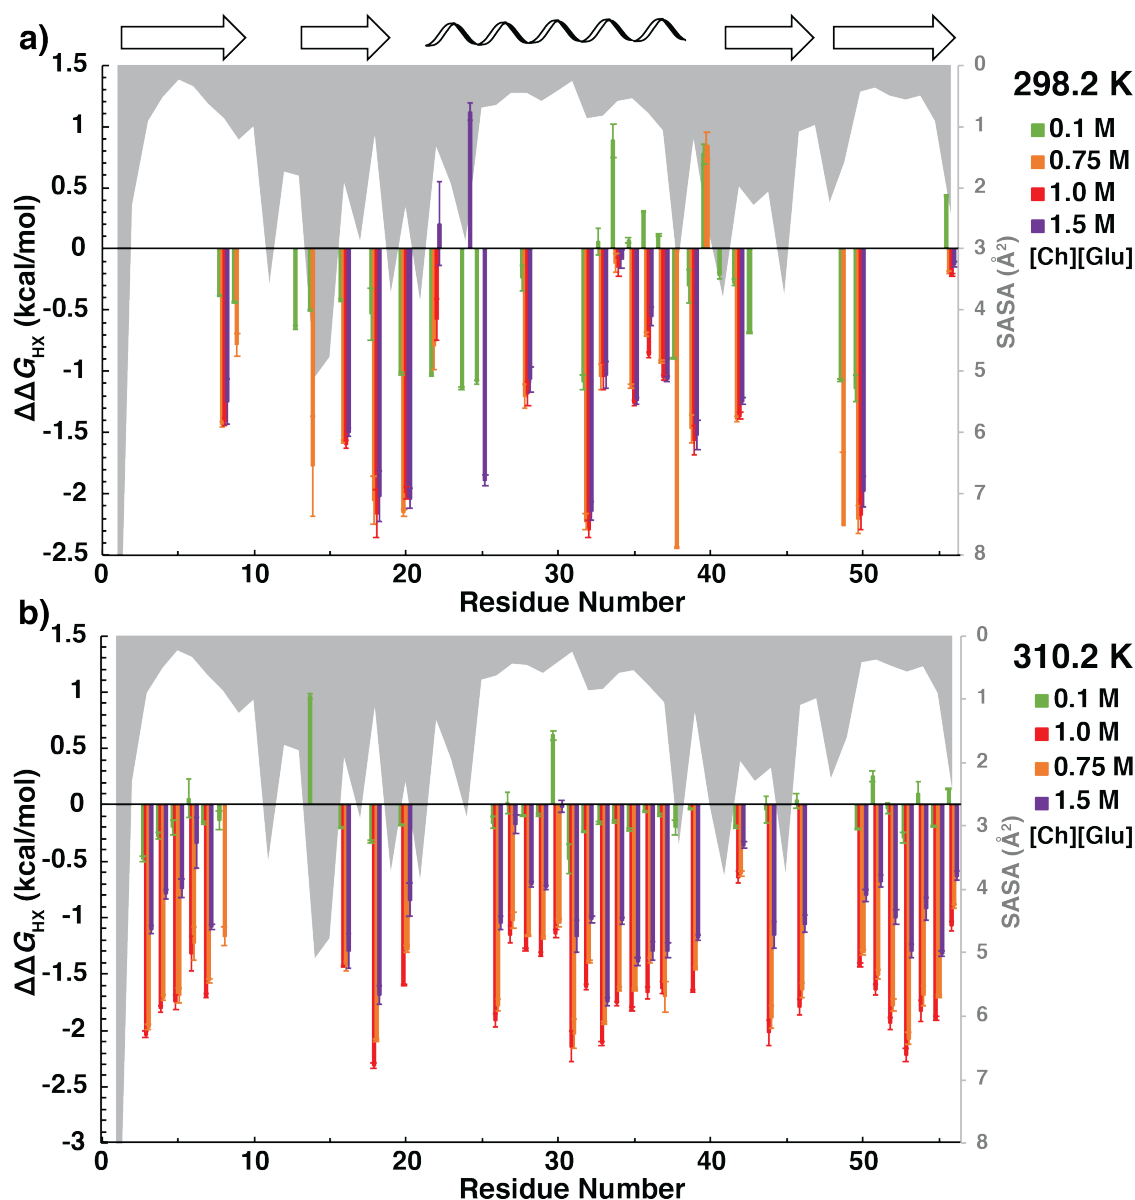 a)
1.5
1
0.5
0
-0.5
-1
-1.5
-2
-2.5
ΔΔG_HX (kcal/mol)
0
10
20
30
40
50
Residue Number
0
1
2
3
4
5
6
7
8
SASA (Å²)
298.2 K
0.1 M
0.75 M
1.0 M
1.5 M
[Ch][Glu]
b)
1.5
1
0.5
0
-0.5
-1
-1.5
-2
-2.5
-3
ΔΔG_HX (kcal/mol)
0
10
20
30
40
50
Residue Number
0
1
2
3
4
5
6
7
8
SASA (Å²)
310.2 K
0.1 M
1.0 M
0.75 M
1.5 M
[Ch][Glu]